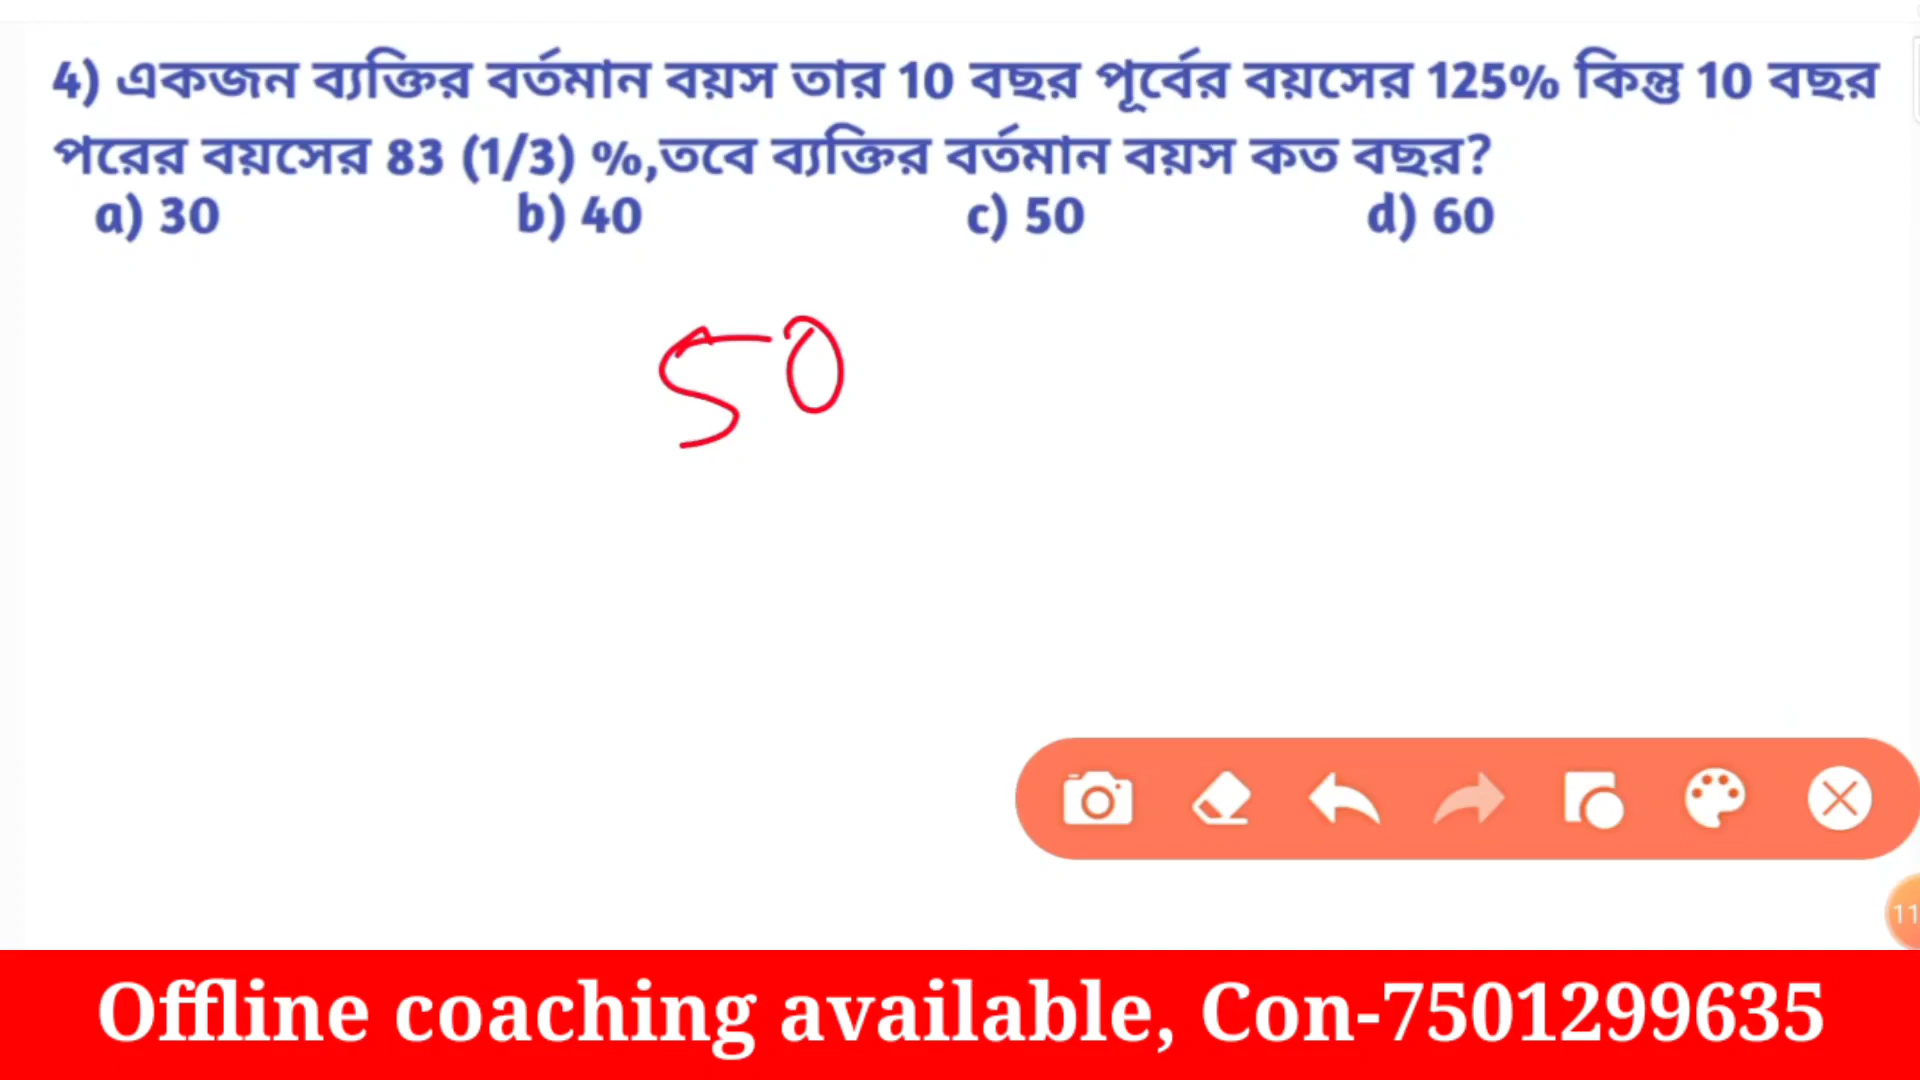 4) একজন ব্যক্তির বর্তমান বয়স তার 10 বছর পূর্বের বয়সের 125% কিন্তু 10 বছর
পরের বয়সের 83 (1/3) %,তবে ব্যক্তির বর্তমান বয়স কত বছর?
a) 30 b) 40 c) 50 d) 60
50
11
Offline coaching available, Con-7501299635